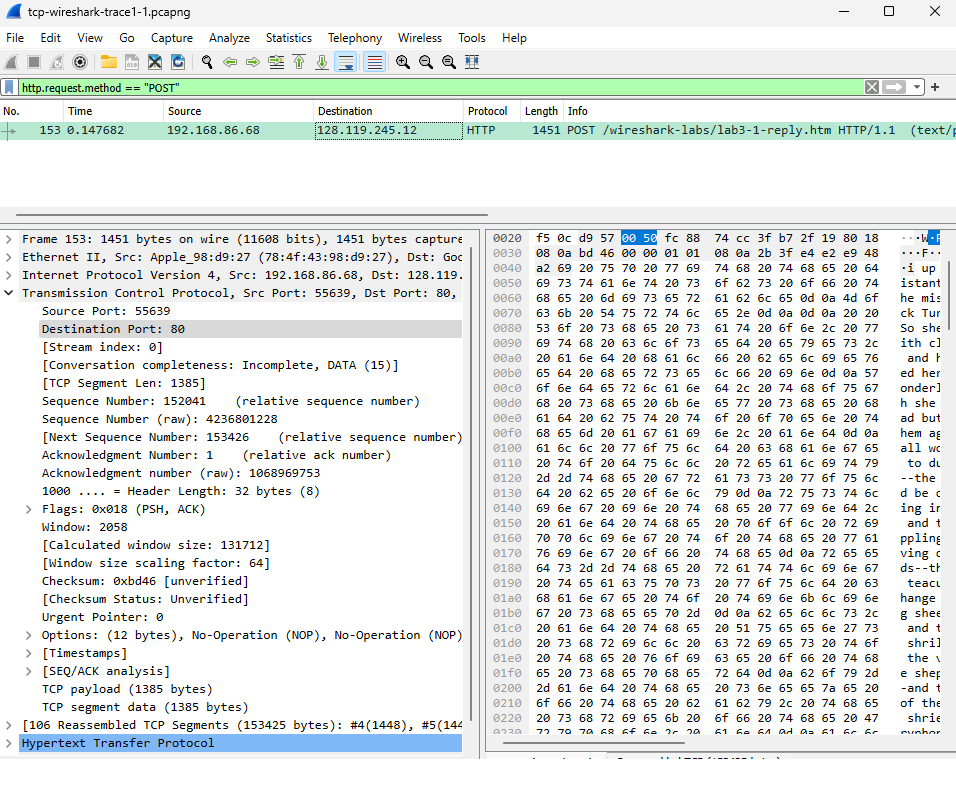 tcp-wireshark-trace1-1.pcapng
File Edit View Go Capture Analyze Statistics Telephony Wireless Tools Help
http.request.method == "POST"
No. Time Source Destination Protocol Length Info
153 0.147682 192.168.86.68 128.119.245.12 HTTP 1451 POST /wireshark-labs/lab3-1-reply.htm HTTP/1.1 (text/p
Frame 153: 1451 bytes on wire (11608 bits), 1451 bytes capture
Ethernet II, Src: Apple_98:d9:27 (78:4f:43:98:d9:27), Dst: Goo
Internet Protocol Version 4, Src: 192.168.86.68, Dst: 128.119.
Transmission Control Protocol, Src Port: 55639, Dst Port: 80,
Source Port: 55639
Destination Port: 80
[Stream index: 0]
[Conversation completeness: Incomplete, DATA (15)]
[TCP Segment Len: 1385]
Sequence Number: 152041 (relative sequence number)
Sequence Number (raw): 4236801228
[Next Sequence Number: 153426 (relative sequence number)
Acknowledgment Number: 1 (relative ack number)
Acknowledgment number (raw): 1068969753
1000 .... = Header Length: 32 bytes (8)
Flags: 0x018 (PSH, ACK)
Window: 2058
[Calculated window size: 131712]
[Window size scaling factor: 64]
Checksum: 0xbd46 [unverified]
[Checksum Status: Unverified]
Urgent Pointer: 0
Options: (12 bytes), No-Operation (NOP), No-Operation (NOP)
[Timestamps]
[SEQ/ACK analysis]
TCP payload (1385 bytes)
TCP segment data (1385 bytes)
[106 Reassembled TCP Segments (153425 bytes): #4(1448), #5(144
Hypertext Transfer Protocol
0020 f5 0c d9 57 00 50 fc 88 74 cc 3f b7 2f 19 80 18 ···W·P
0030 08 0a bd 46 00 00 01 01 08 0a 2b 3f e4 e2 e9 48 ···F··
0040 a2 69 20 75 70 20 77 69 74 68 20 74 68 65 20 64 ·i up
0050 69 73 74 61 6e 74 20 73 6f 62 73 20 6f 66 20 74 istant
0060 68 65 20 6d 69 73 65 72 61 62 6c 65 0d 0a 4d 6f he mis
0070 63 6b 20 54 75 72 74 6c 65 2e 0d 0a 0d 0a 20 20 ck Tur
0080 53 6f 20 73 68 65 20 73 61 74 20 6f 6e 2c 20 77 So she
0090 69 74 68 20 63 6c 6f 73 65 64 20 65 79 65 73 2c ith cl
00a0 20 61 6e 64 20 68 61 6c 66 20 62 65 6c 69 65 76 and h
00b0 65 64 20 68 65 72 73 65 6c 66 20 69 6e 0d 0a 57 ed her
00c0 6f 6e 64 65 72 6c 61 6e 64 2c 20 74 68 6f 75 67 onderl
00d0 68 20 73 68 65 20 6b 6e 6f 77 20 73 68 65 20 68 h she
00e0 61 64 20 62 75 74 20 74 6f 20 6f 70 65 6e 20 74 ad but
00f0 68 65 6d 20 61 67 61 69 6e 2c 20 61 6e 64 0d 0a hem ag
0100 61 6c 6c 20 77 6f 75 6c 64 20 63 68 61 6e 67 65 all wo
0110 20 74 6f 20 64 75 6c 6c 20 72 65 61 6c 69 74 79 to du
0120 2d 2d 74 68 65 20 67 72 61 73 73 20 77 6f 75 6c --the
0130 64 20 62 65 20 6f 6e 6c 79 0d 0a 72 75 73 74 6c d be o
0140 69 6e 67 20 69 6e 20 74 68 65 20 77 69 6e 64 2c ing in
0150 20 61 6e 64 20 74 68 65 20 70 6f 6f 6c 20 72 69 and t
0160 70 70 6c 69 6e 67 20 74 6f 20 74 68 65 20 77 61 ppling
0170 76 69 6e 67 20 6f 66 20 74 68 65 0d 0a 72 65 65 ving o
0180 64 73 2d 2d 74 68 65 20 72 61 74 74 6c 69 6e 67 ds--th
0190 20 74 65 61 63 75 70 73 20 77 6f 75 6c 64 20 63 teacu
01a0 68 61 6e 67 65 20 74 6f 20 74 69 6e 6b 6c 69 6e hange
01b0 67 20 73 68 65 65 70 2d 0d 0a 62 65 6c 6c 73 2c g shee
01c0 20 61 6e 64 20 74 68 65 20 51 75 65 65 6e 27 73 and t
01d0 20 73 68 72 69 6c 6c 20 63 72 69 65 73 20 74 6f shril
01e0 20 74 68 65 20 76 6f 69 63 65 20 6f 66 20 74 68 the v
01f0 65 20 73 68 65 70 68 65 72 64 0d 0a 62 6f 79 2d e shep
0200 2d 61 6e 64 20 74 68 65 20 73 6e 65 65 7a 65 20 -and t
0210 6f 66 20 74 68 65 20 62 61 62 79 2c 20 74 68 65 of the
0220 20 73 68 72 69 65 6b 20 6f 66 20 74 68 65 20 47 shrie
0230 72 79 70 68 6f 6e 2c 20 61 6e 64 0d 0a 61 6c 6c ryphon